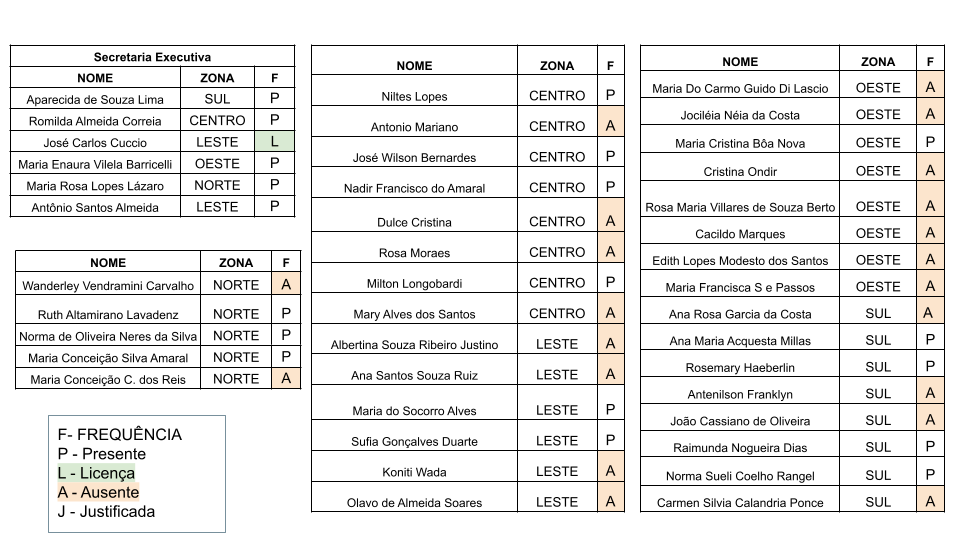 Secretaria Executiva
NOME ZONA F
Aparecida de Souza Lima SUL P
Romilda Almeida Correia CENTRO P
José Carlos Cuccio LESTE L
Maria Enaura Vilela Barricelli OESTE P
Maria Rosa Lopes Lázaro NORTE P
Antônio Santos Almeida LESTE P
NOME ZONA F
Wanderley Vendramini Carvalho NORTE A
Ruth Altamirano Lavadenz NORTE P
Norma de Oliveira Neres da Silva NORTE P
Maria Conceição Silva Amaral NORTE P
Maria Conceição C. dos Reis NORTE A
F- FREQUÊNCIA
P - Presente
L - Licença
A - Ausente
J - Justificada
NOME ZONA F
Niltes Lopes CENTRO P
Antonio Mariano CENTRO A
José Wilson Bernardes CENTRO P
Nadir Francisco do Amaral CENTRO P
Dulce Cristina CENTRO A
Rosa Moraes CENTRO A
Milton Longobardi CENTRO P
Mary Alves dos Santos CENTRO A
Albertina Souza Ribeiro Justino LESTE A
Ana Santos Souza Ruiz LESTE A
Maria do Socorro Alves LESTE P
Sufia Gonçalves Duarte LESTE P
Koniti Wada LESTE A
Olavo de Almeida Soares LESTE A
NOME ZONA F
Maria Do Carmo Guido Di Lascio OESTE A
Jociléia Néia da Costa OESTE A
Maria Cristina Bôa Nova OESTE P
Cristina Ondir OESTE A
Rosa Maria Villares de Souza Berto OESTE A
Cacildo Marques OESTE A
Edith Lopes Modesto dos Santos OESTE A
Maria Francisca S e Passos OESTE A
Ana Rosa Garcia da Costa SUL A
Ana Maria Acquesta Millas SUL P
Rosemary Haeberlin SUL P
Antenilson Franklyn SUL A
João Cassiano de Oliveira SUL A
Raimunda Nogueira Dias SUL P
Norma Sueli Coelho Rangel SUL P
Carmen Silvia Calandria Ponce SUL A